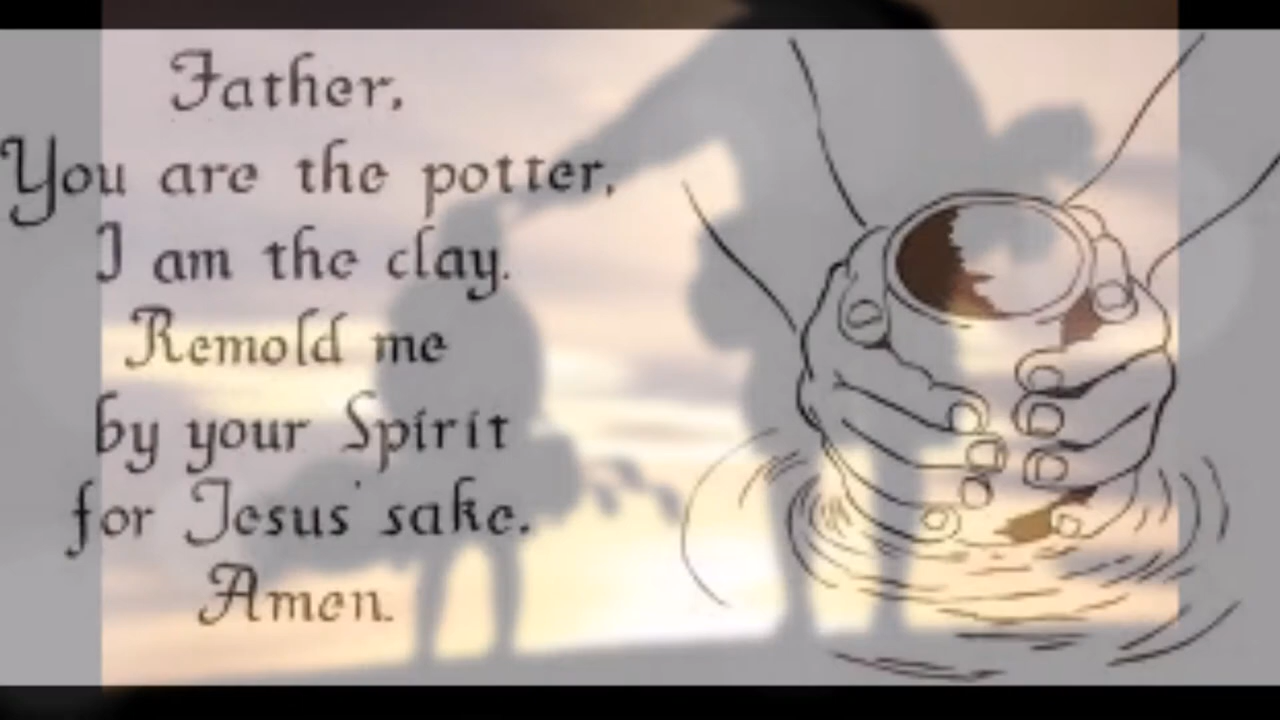 Father,
You are the potter,
I am the clay.
Remold me
by your Spirit
for Jesus' sake.
Amen.